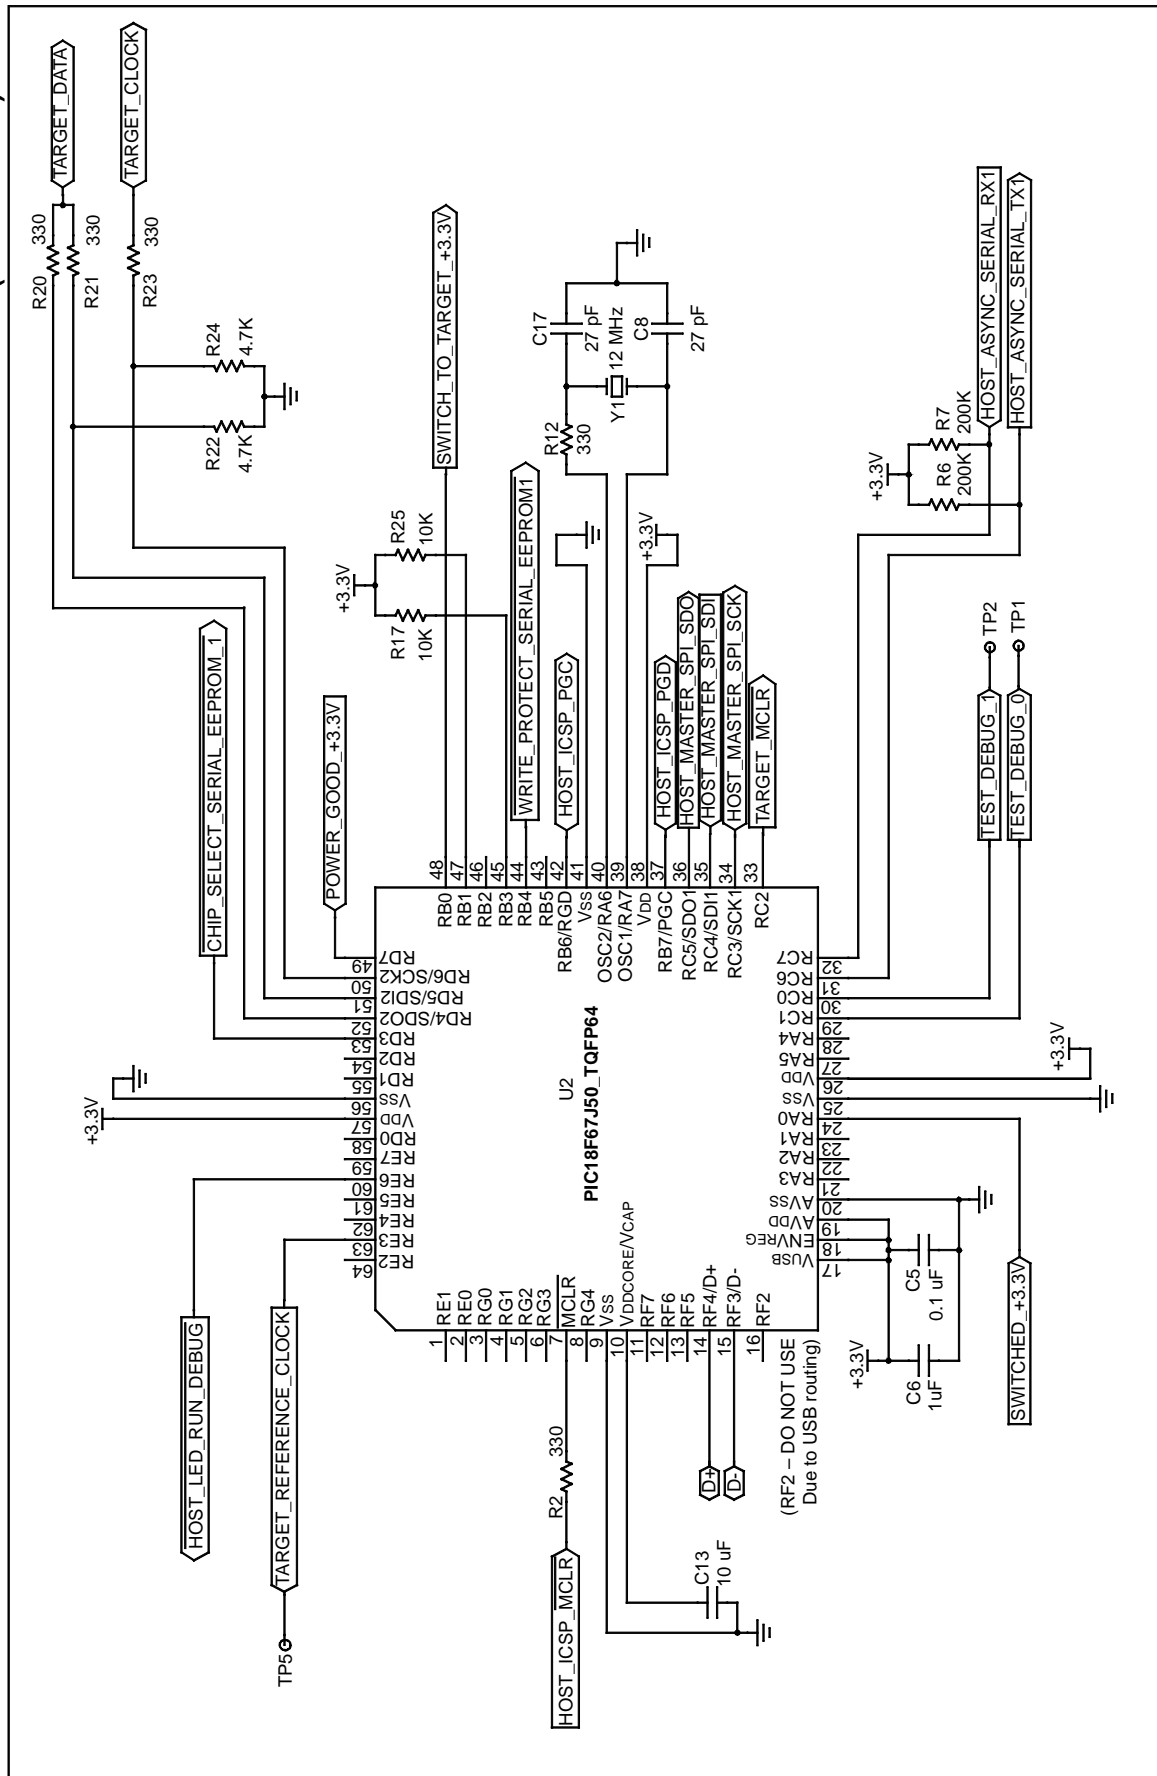 TARGET_DATA
TARGET_CLOCK
R20
330
R21
330
R23
330
R24
4.7K
R22
4.7K
CHIP_SELECT_SERIAL_EEPROM_1
POWER_GOOD_+3.3V
SWITCH_TO_TARGET_+3.3V
+3.3V
R25
10K
R17
10K
WRITE_PROTECT_SERIAL_EEPROM1
HOST_ICSP_PGC
R12
330
Y1
12 MHz
C17
27 pF
C8
27 pF
+3.3V
HOST_ICSP_PGD
HOST_MASTER_SPI_SDO
HOST_MASTER_SPI_SDI
HOST_MASTER_SPI_SCK
TARGET_MCLR
+3.3V
R7
200K
R6
200K
HOST_ASYNC_SERIAL_RX1
HOST_ASYNC_SERIAL_TX1
TEST_DEBUG_1
TP2
TEST_DEBUG_0
TP1
+3.3V
+3.3V
HOST_LED_RUN_DEBUG
TARGET_REFERENCE_CLOCK
TP5
U2
PIC18F67J50_TQFP64
48 RB0
47 RB1
46 RB2
45 RB3
44 RB4
43 RB5
42 RB6/RGD
41 VSS
40 OSC2/RA6
39 OSC1/RA7
38 VDD
37 RB7/PGC
36 RC5/SDO1
35 RC4/SDI1
34 RC3/SCK1
33 RC2
49 RD7
50 RD6/SCK2
51 RD5/SDI2
52 RD4/SDO2
53 RD3
54 RD2
55 RD1
56 VSS
57 VDD
58 RD0
59 RE7
60 RE6
61 RE5
62 RE4
63 RE3
64 RE2
32 RC7
31 RC6
30 RC0
29 RC1
28 RA4
27 RA5
26 VDD
25 VSS
24 RA0
23 RA1
22 RA2
21 RA3
20 AVSS
19 AVDD
18 ENVREG
17 VUSB
1 RE1
2 RE0
3 RG0
4 RG1
5 RG2
6 RG3
7 MCLR
8 RG4
9 VSS
10 VDDCORE/VCAP
11 RF7
12 RF6
13 RF5
14 RF4/D+
15 RF3/D-
16 RF2
HOST_ICSP_MCLR
R2
330
C13
10 uF
D+
D-
(RF2 – DO NOT USE
Due to USB routing)
+3.3V
C6
1uF
C5
0.1 uF
SWITCHED_+3.3V